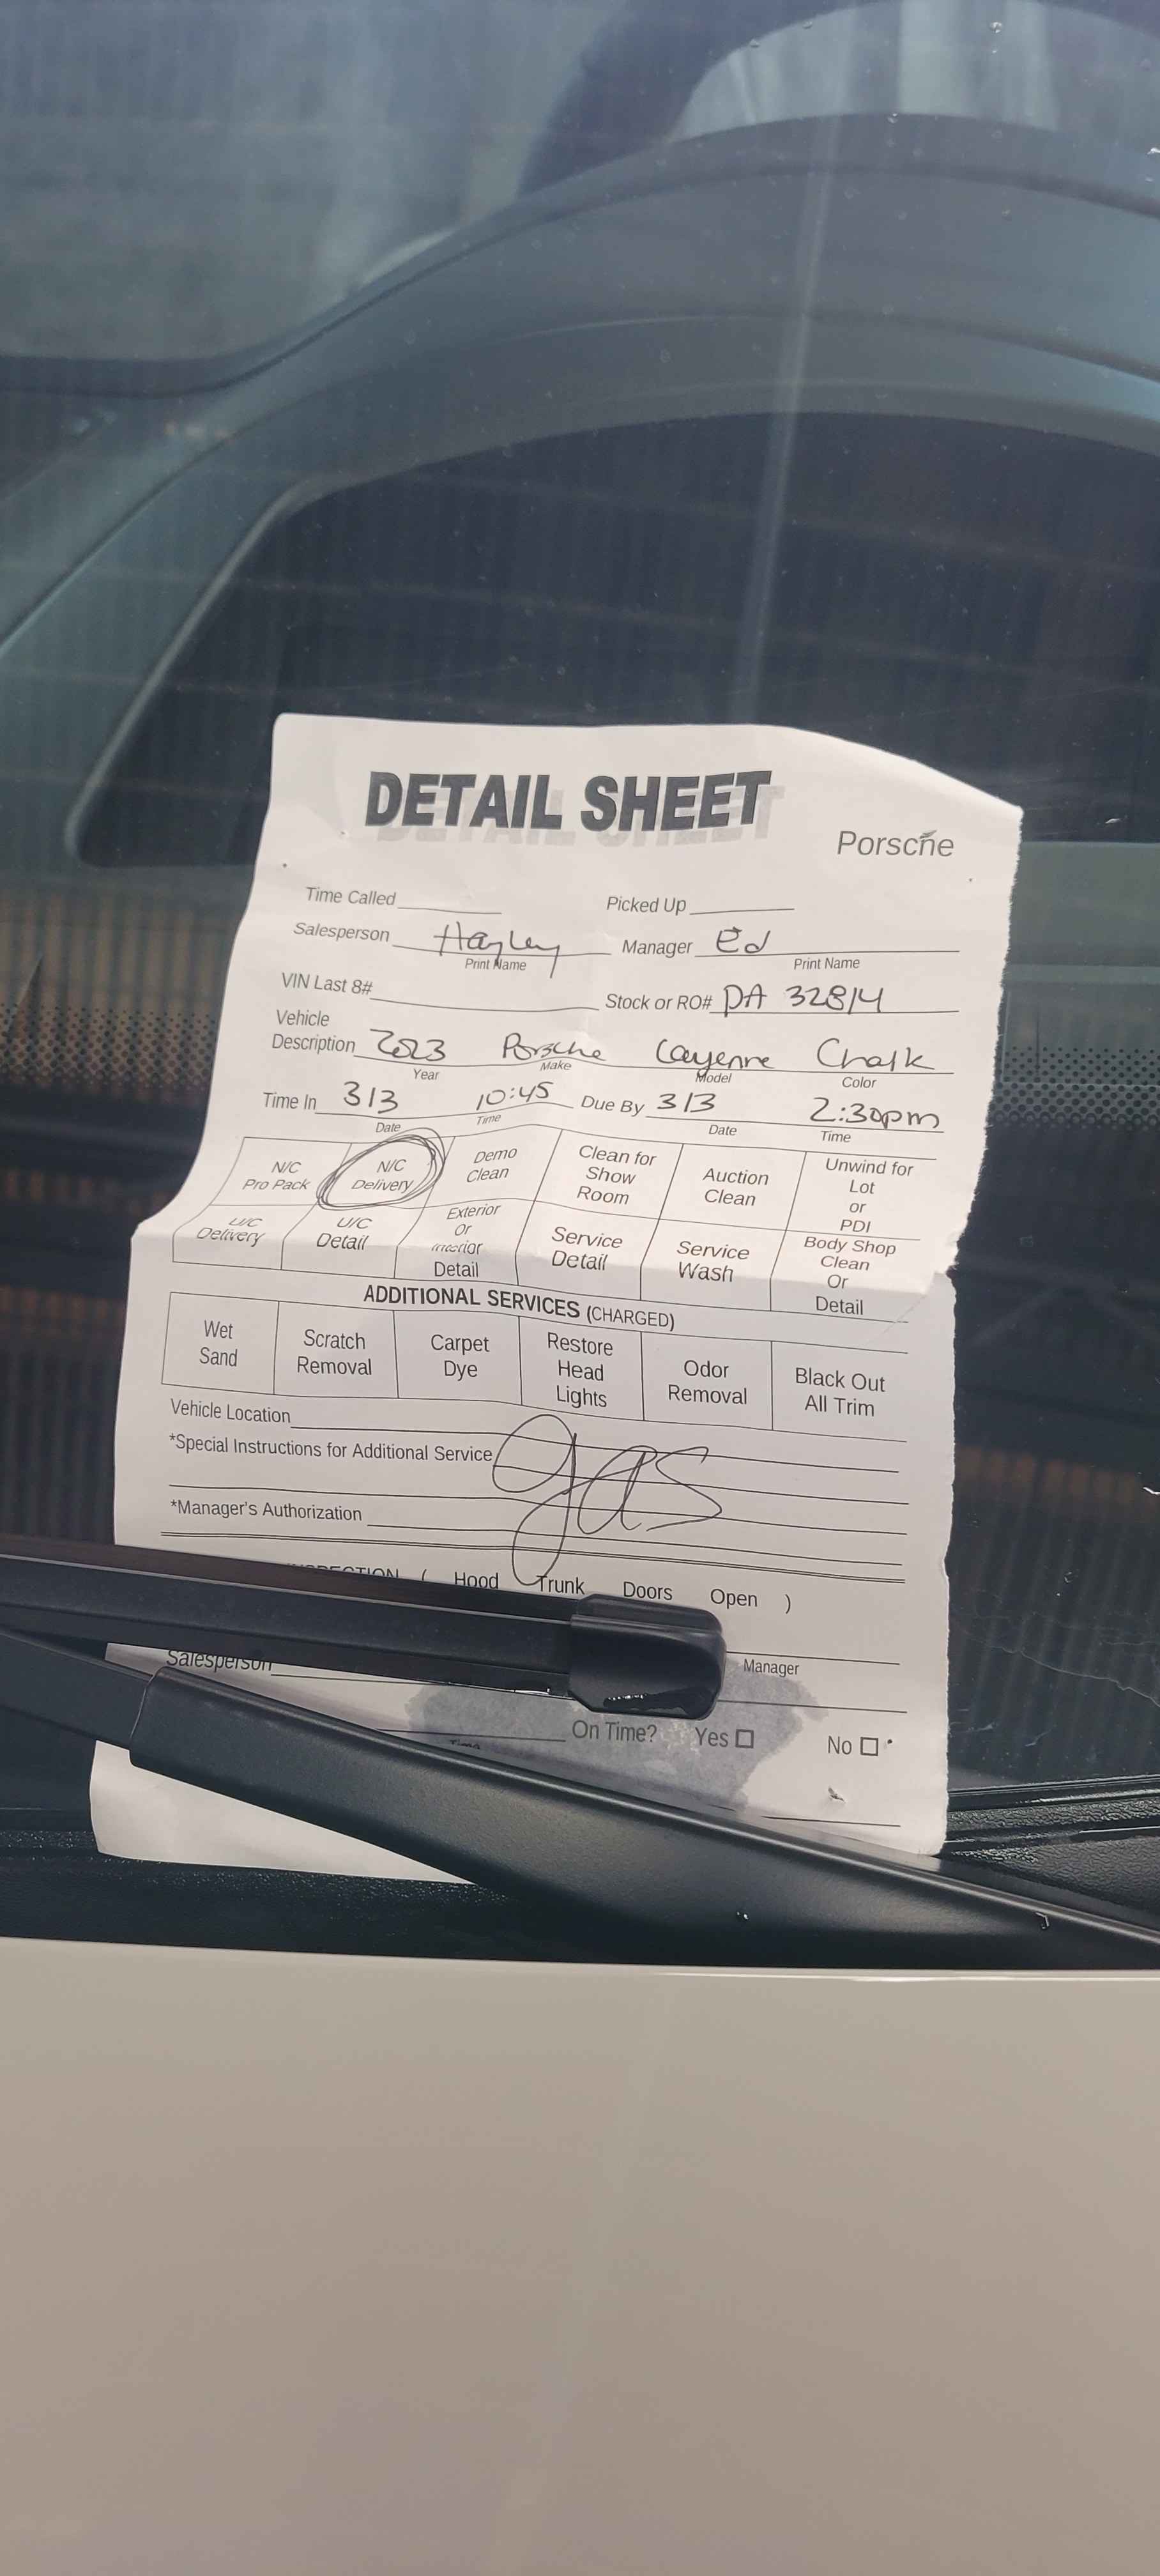 DETAIL SHEET
Porsche
Time Called Picked Up
Salesperson Hayley Manager Ed
Print Name Print Name
VIN Last 8# Stock or RO# PA 32814
Vehicle
Description 2023 Porsche Cayenne Chalk
Year Make Model Color
Time In 3/3 10:45 Due By 3/3 2:30pm
Date Time Date Time
N/C Pro Pack N/C Delivery Demo Clean Clean for Show Room Auction Clean Unwind for Lot or PDI
U/C Delivery U/C Detail Exterior Or Interior Detail Service Detail Service Wash Body Shop Clean Or Detail
ADDITIONAL SERVICES (CHARGED)
Wet Sand Scratch Removal Carpet Dye Restore Head Lights Odor Removal Black Out All Trim
Vehicle Location
*Special Instructions for Additional Service gas
*Manager's Authorization
( Hood Trunk Doors Open )
Salesperson Manager
On Time? Yes No